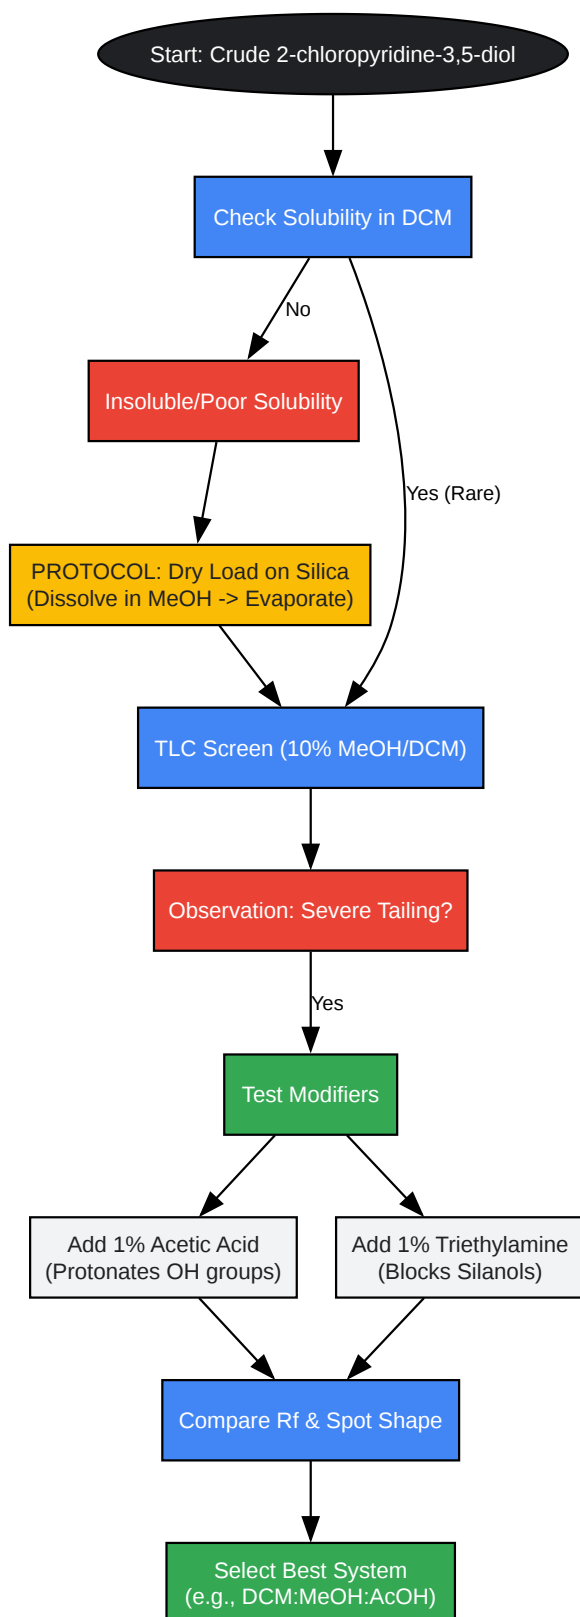 Start: Crude 2-chloropyridine-3,5-diol
Check Solubility in DCM
No
Insoluble/Poor Solubility
Yes (Rare)
PROTOCOL: Dry Load on Silica
(Dissolve in MeOH -> Evaporate)
TLC Screen (10% MeOH/DCM)
Observation: Severe Tailing?
Yes
Test Modifiers
Add 1% Acetic Acid
(Protonates OH groups)
Add 1% Triethylamine
(Blocks Silanols)
Compare Rf & Spot Shape
Select Best System
(e.g., DCM:MeOH:AcOH)